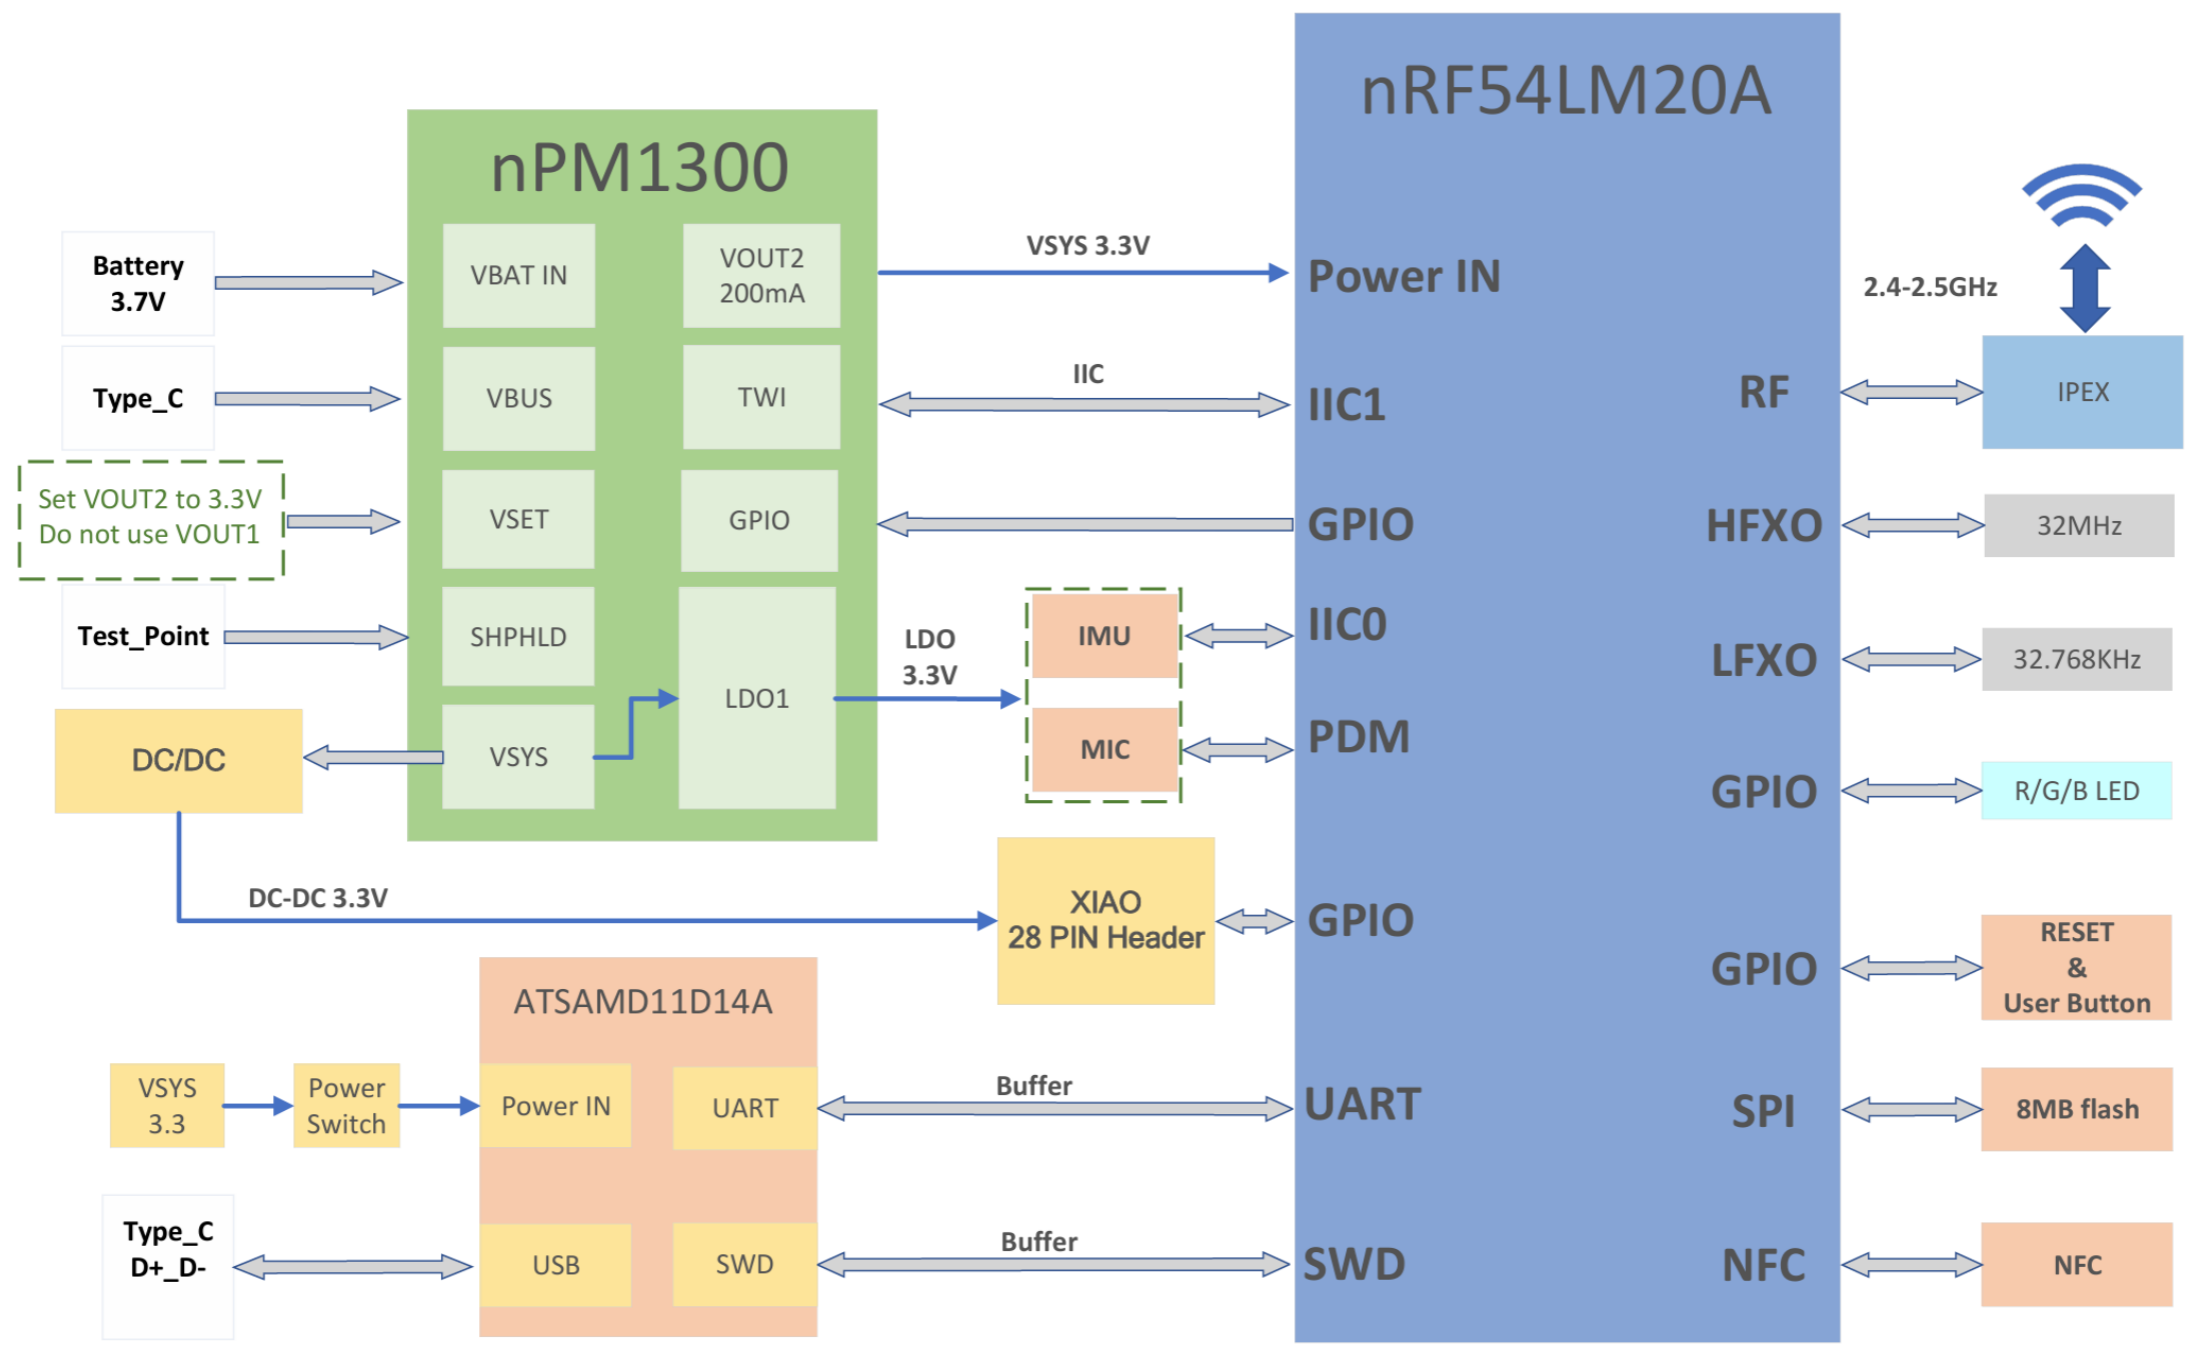 nRF54LM20A
nPM1300
Battery
3.7V
VBAT IN
VOUT2
200mA
VSYS 3.3V
Power IN
2.4-2.5GHz
Type_C
VBUS
TWI
IIC
IIC1
RF
IPEX
Set VOUT2 to 3.3V
Do not use VOUT1
VSET
GPIO
GPIO
HFXO
32MHz
Test_Point
SHPHLD
LDO1
LDO
3.3V
IMU
IIC0
LFXO
32.768KHz
DC/DC
VSYS
MIC
PDM
GPIO
R/G/B LED
DC-DC 3.3V
XIAO
28 PIN Header
GPIO
GPIO
RESET
&
User Button
ATSAMD11D14A
VSYS
3.3
Power
Switch
Power IN
UART
Buffer
UART
SPI
8MB flash
Type_C
D+_D-
USB
SWD
Buffer
SWD
NFC
NFC